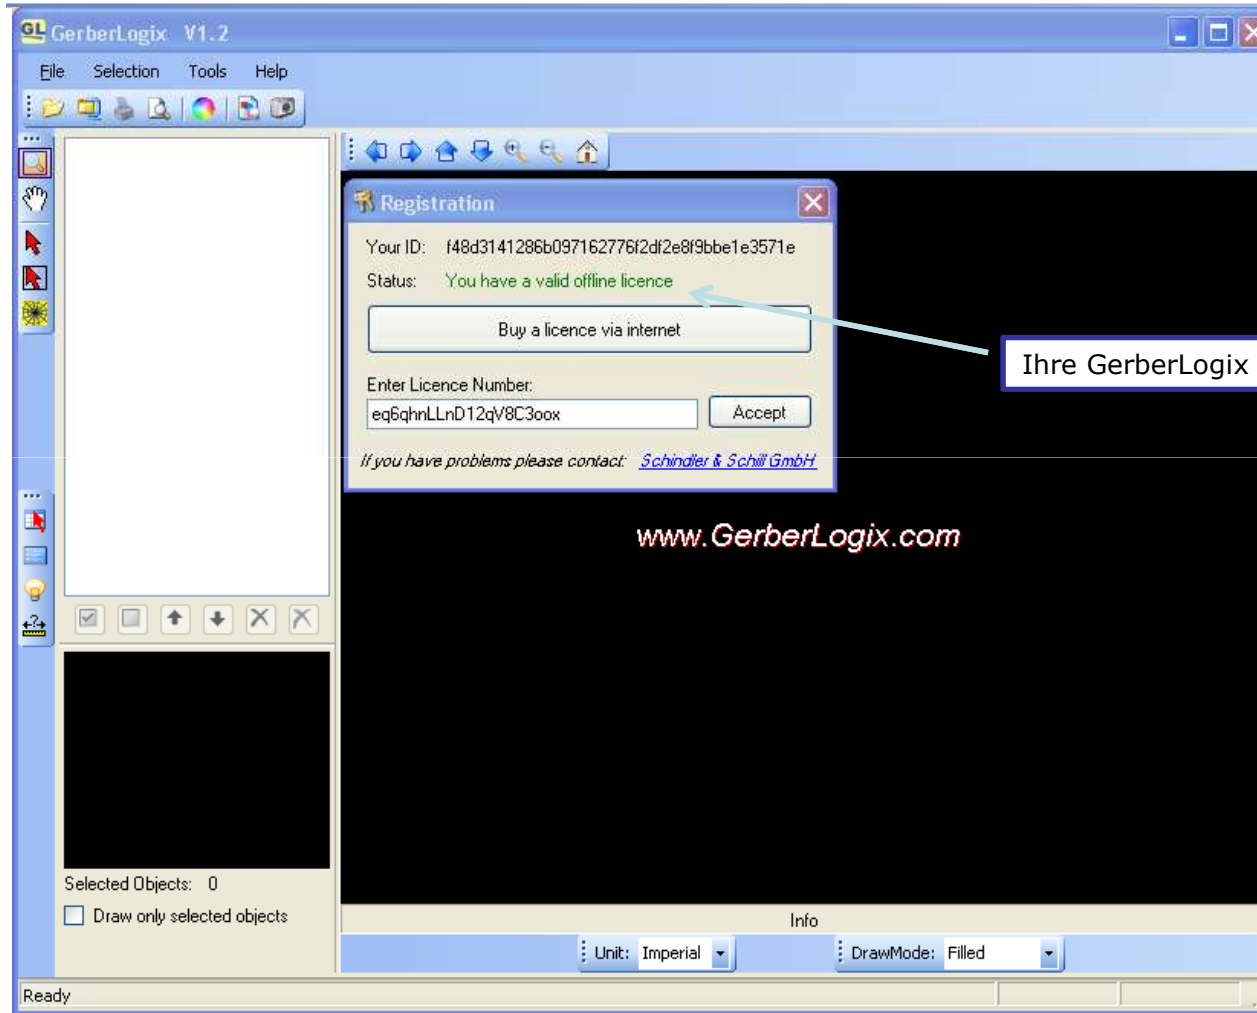 GerberLogix V1.2
File Selection Tools Help
Registration
Your ID: f48d3141286b097162776f2df2e8f9bbe1e3571e
Status: You have a valid offline licence
Buy a licence via internet
Ihre GerberLogix
Enter Licence Number:
eq6qhnLLnD12qV8C3oox Accept
If you have problems please contact: Schindler & Schill GmbH
www.GerberLogix.com
Selected Objects: 0
Draw only selected objects
Info
Unit: Imperial DrawMode: Filled
Ready